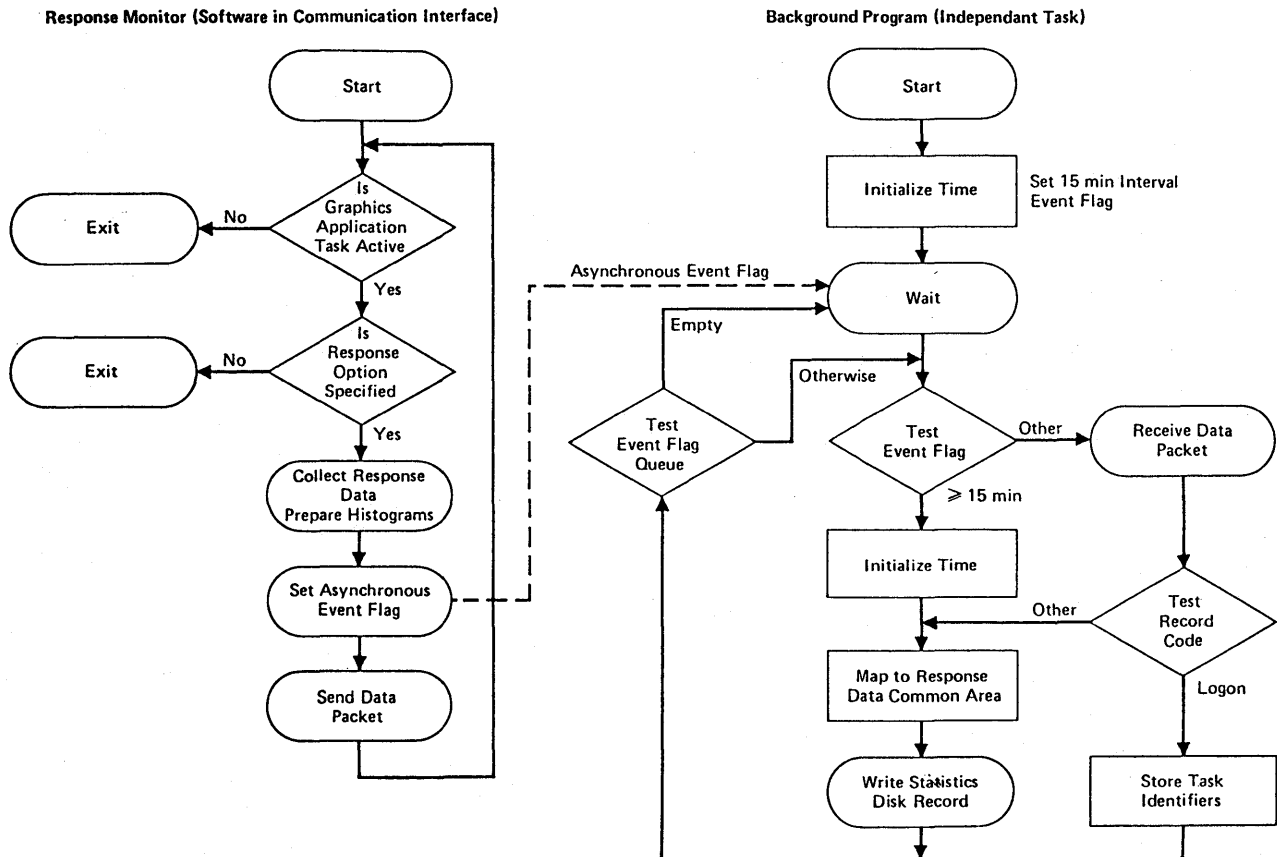 Response Monitor (Software in Communication Interface)
Start
Is
Graphics
Application
Task Active
No
Exit
Yes
Is
Response
Option
Specified
No
Exit
Yes
Collect Response
Data
Prepare Histograms
Set Asynchronous
Event Flag
Send Data
Packet
Background Program (Independant Task)
Start
Initialize Time
Set 15 min Interval
Event Flag
Asynchronous Event Flag
Wait
Empty
Otherwise
Test
Event Flag
Queue
Test
Event Flag
Other
Receive Data
Packet
⩾ 15 min
Initialize Time
Other
Test
Record
Code
Map to Response
Data Common Area
Logon
Write Statistics
Disk Record
Store Task
Identifiers